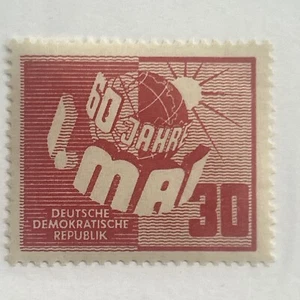 60 JAHRE
1. MAI
30
DEUTSCHE
DEMOKRATISCHE
REPUBLIK